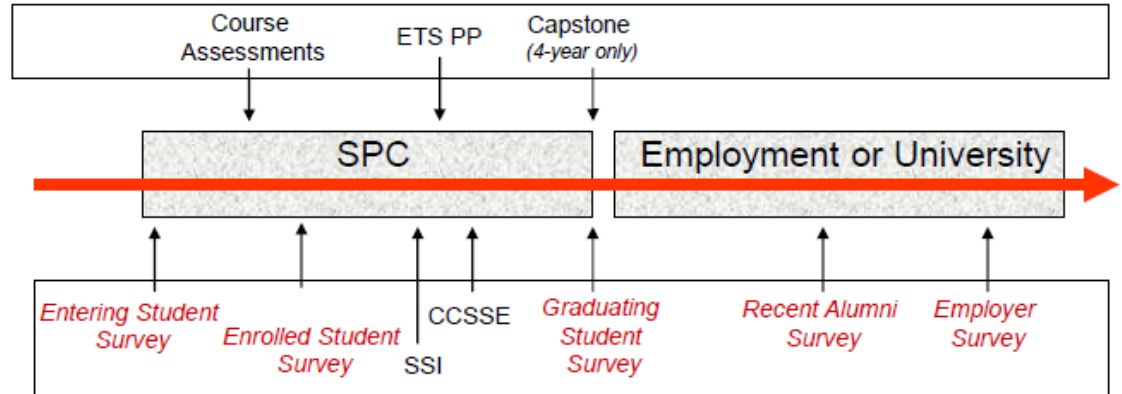 Course
Assessments
ETS PP
Capstone
(4-year only)
SPC
Employment or University
Entering Student
Survey
Enrolled Student
Survey
SSI
CCSSE
Graduating
Student
Survey
Recent Alumni
Survey
Employer
Survey